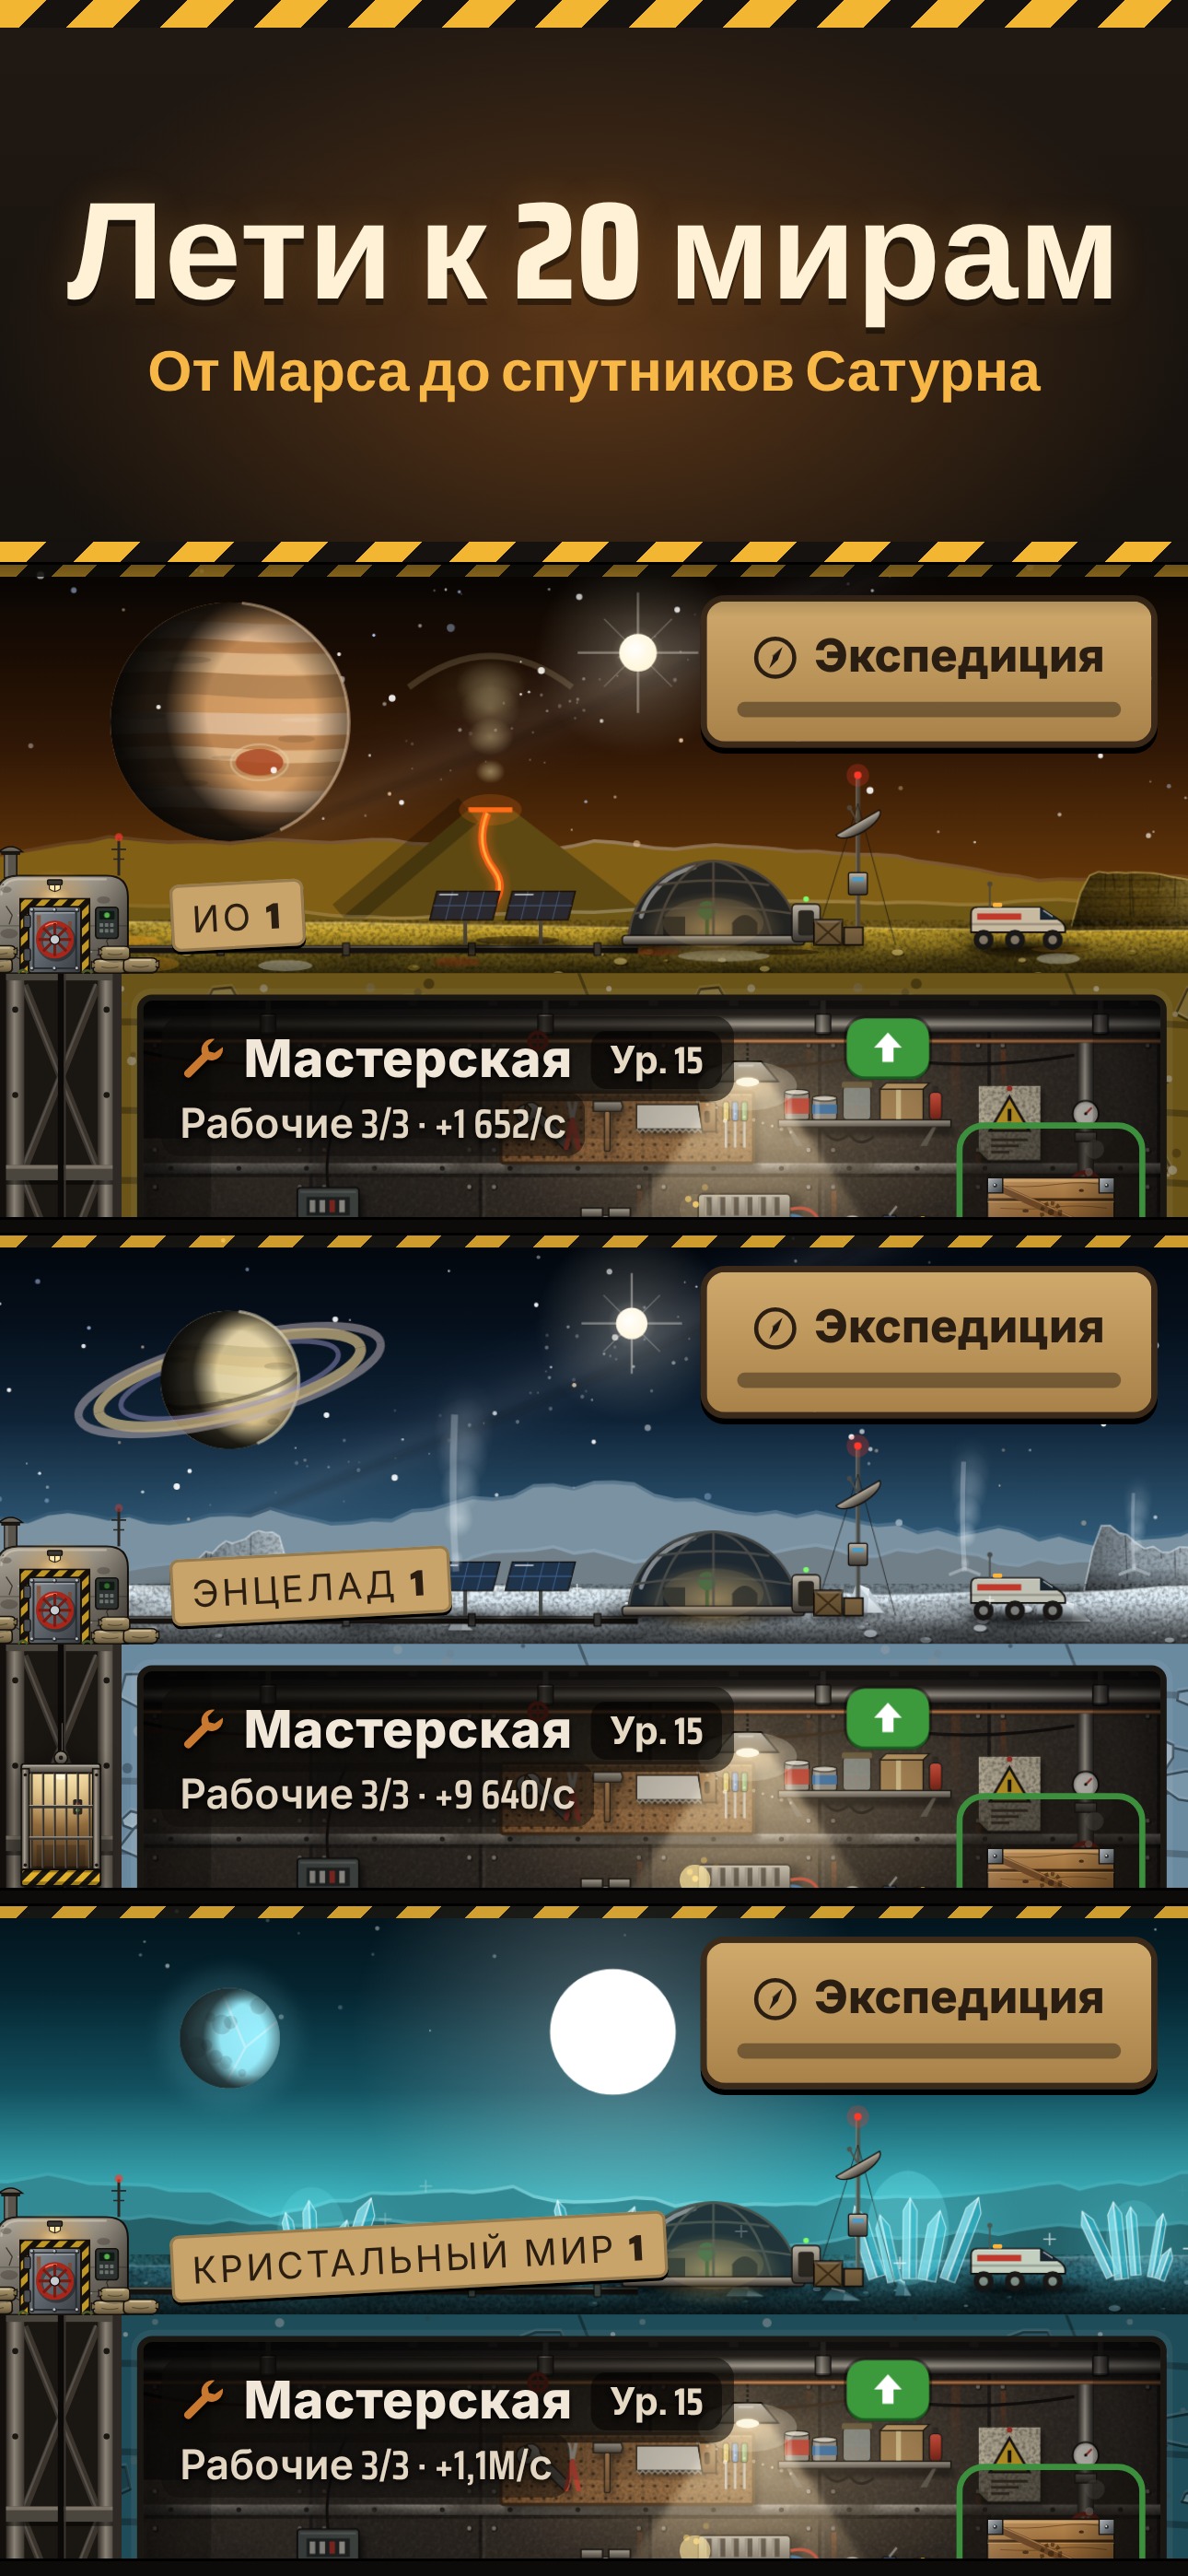 Лети к 20 мирам
От Марса до спутников Сатурна
Экспедиция
ИО 1
Мастерская Ур. 15
Рабочие 3/3 · +1 652/с
Экспедиция
ЭНЦЕЛАД 1
Мастерская Ур. 15
Рабочие 3/3 · +9 640/с
Экспедиция
КРИСТАЛЬНЫЙ МИР 1
Мастерская Ур. 15
Рабочие 3/3 · +1,1M/с